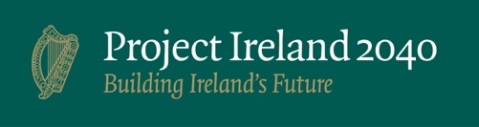 Project Ireland 2040
Building Ireland's Future